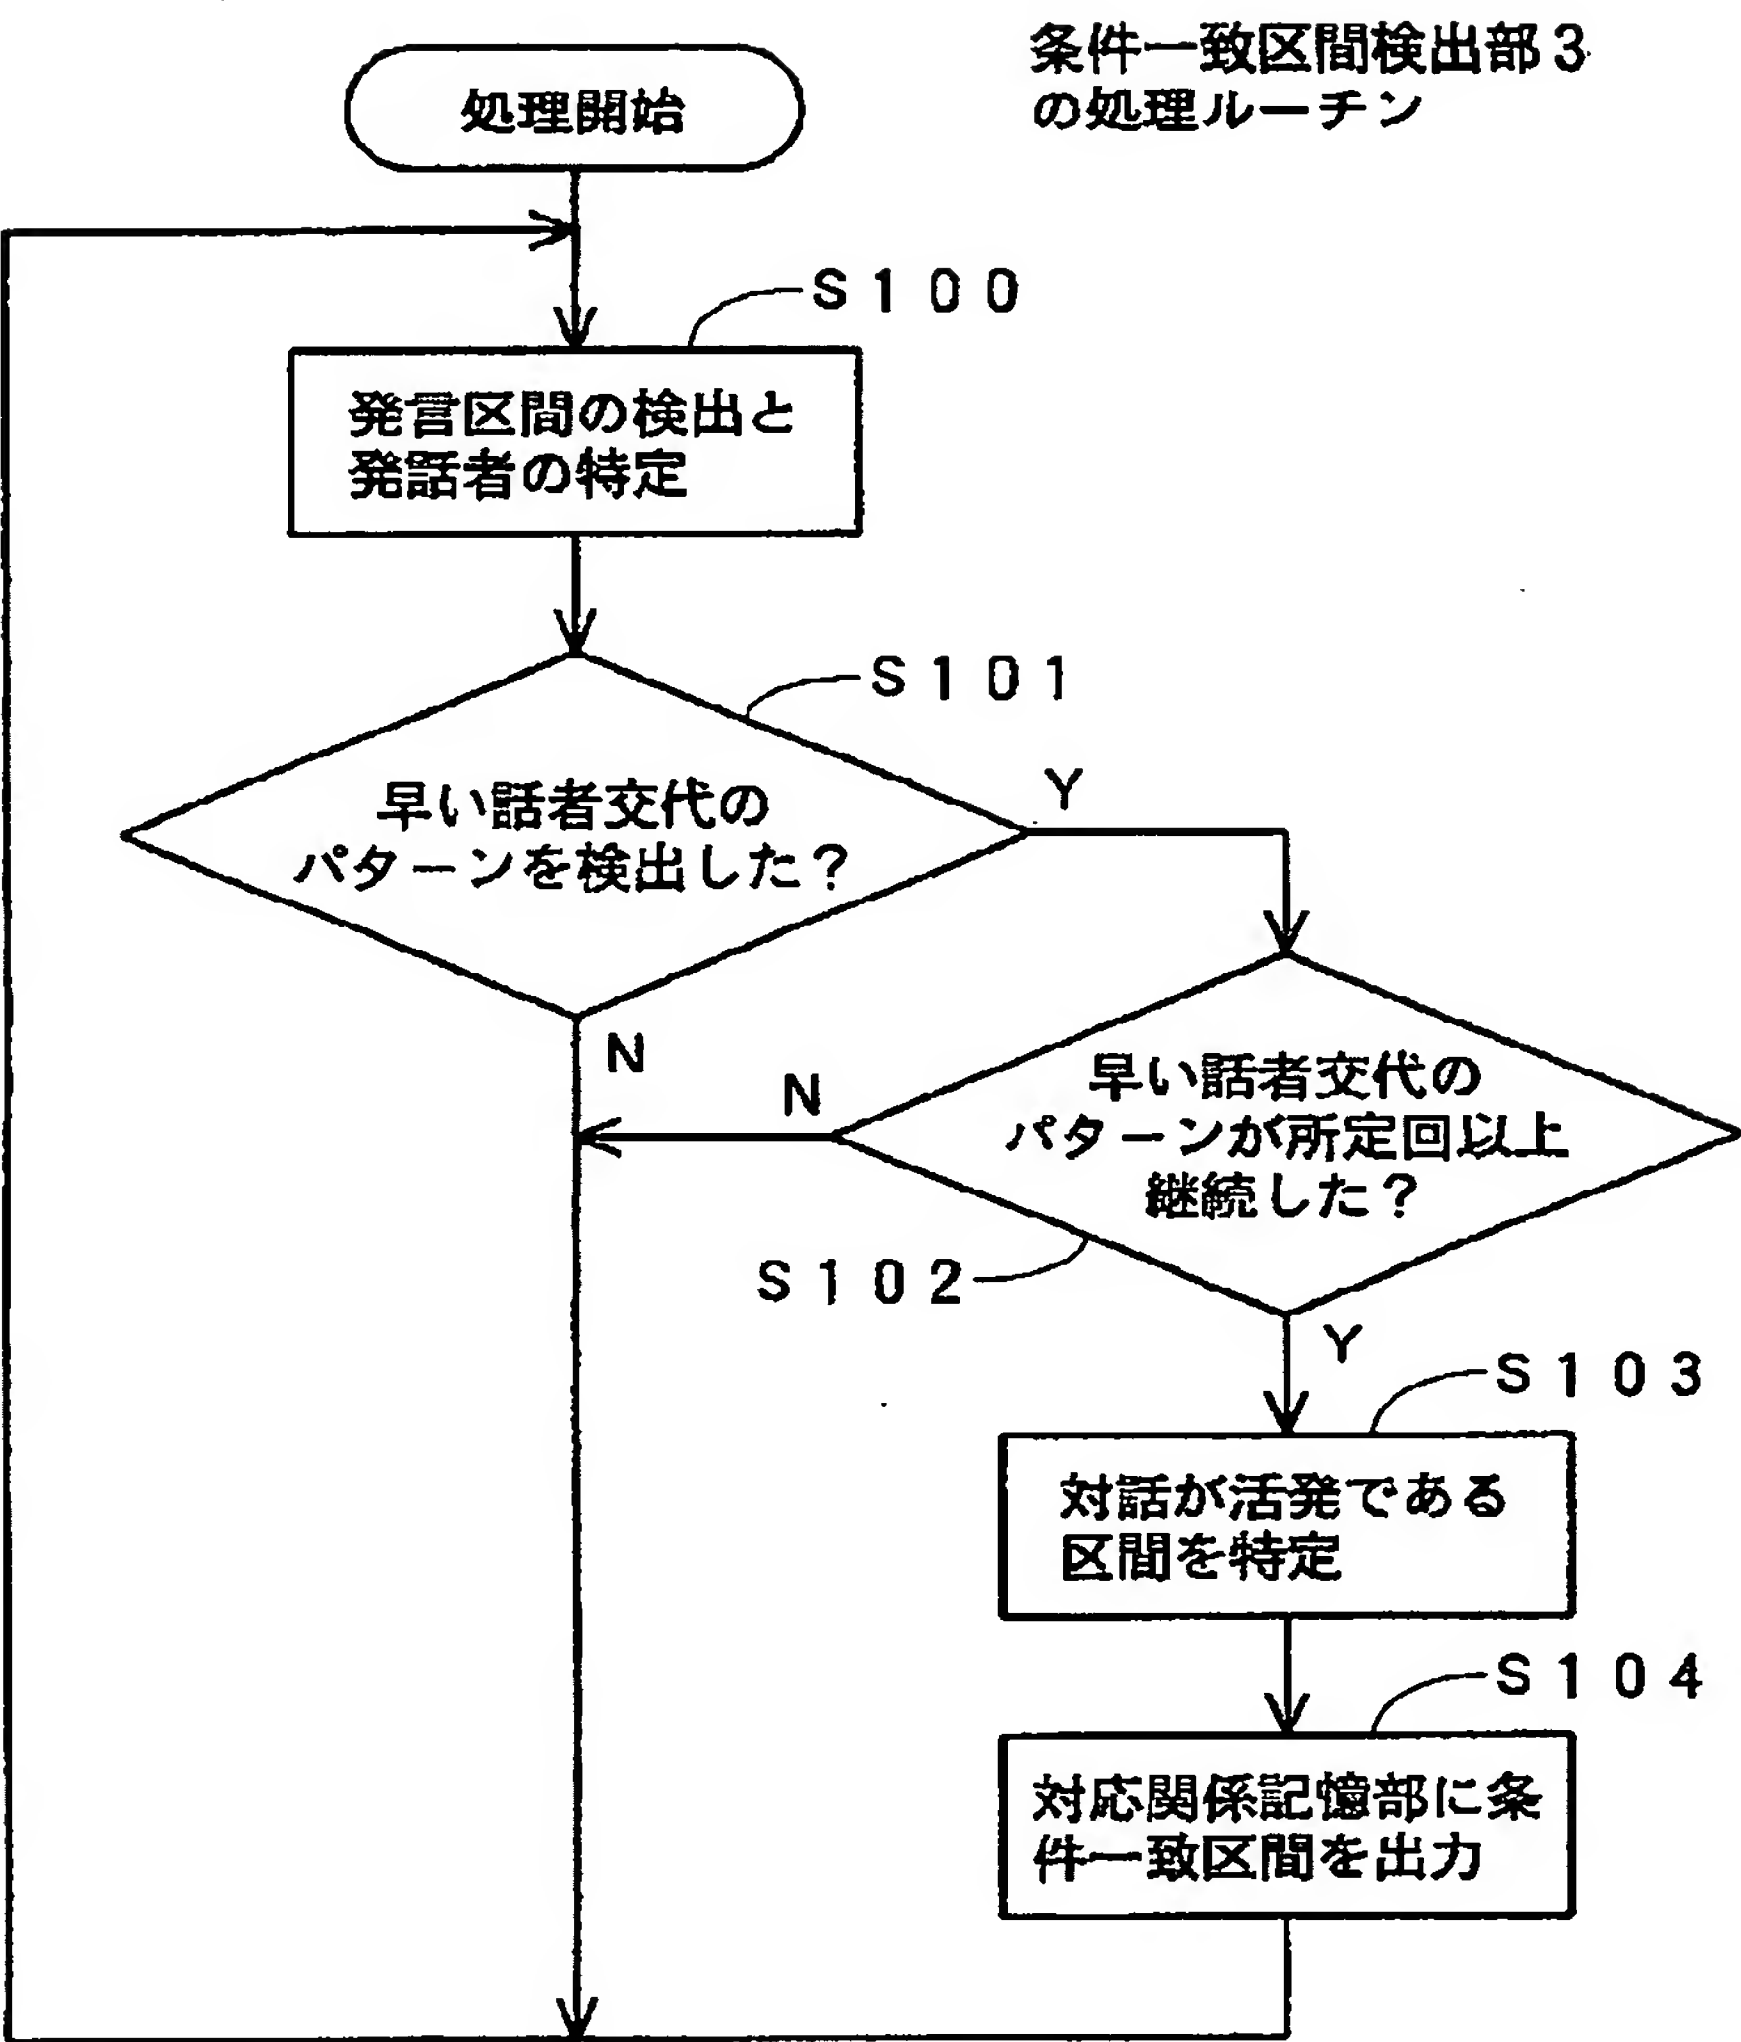 条件一致区間検出部３
の処理ルーチン
処理開始
Ｓ１００
発言区間の検出と
発話者の特定
Ｓ１０１
早い話者交代の
パターンを検出した？
Ｙ
Ｎ
早い話者交代の
パターンが所定回以上
継続した？
Ｎ
Ｓ１０２
Ｙ
Ｓ１０３
対話が活発である
区間を特定
Ｓ１０４
対応関係記憶部に条
件一致区間を出力